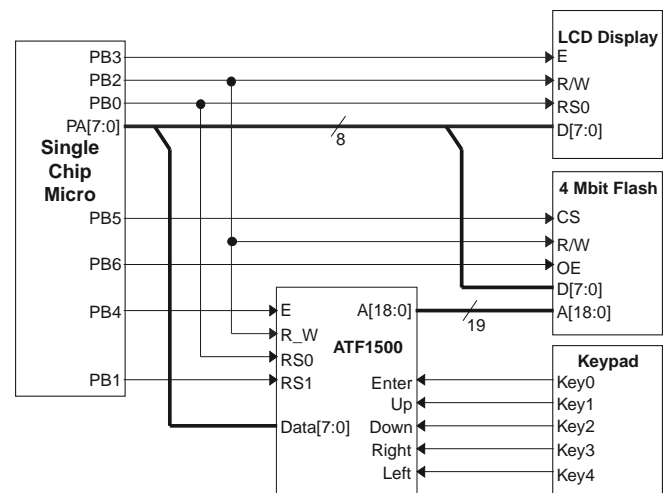 PB3
PB2
PB0
PA[7:0]
Single
Chip
Micro
PB5
PB6
PB4
PB1
8
LCD Display
E
R/W
RS0
D[7:0]
4 Mbit Flash
CS
R/W
OE
D[7:0]
A[18:0]
19
E
R_W
RS0
RS1
Data[7:0]
A[18:0]
ATF1500
Enter
Up
Down
Right
Left
Keypad
Key0
Key1
Key2
Key3
Key4